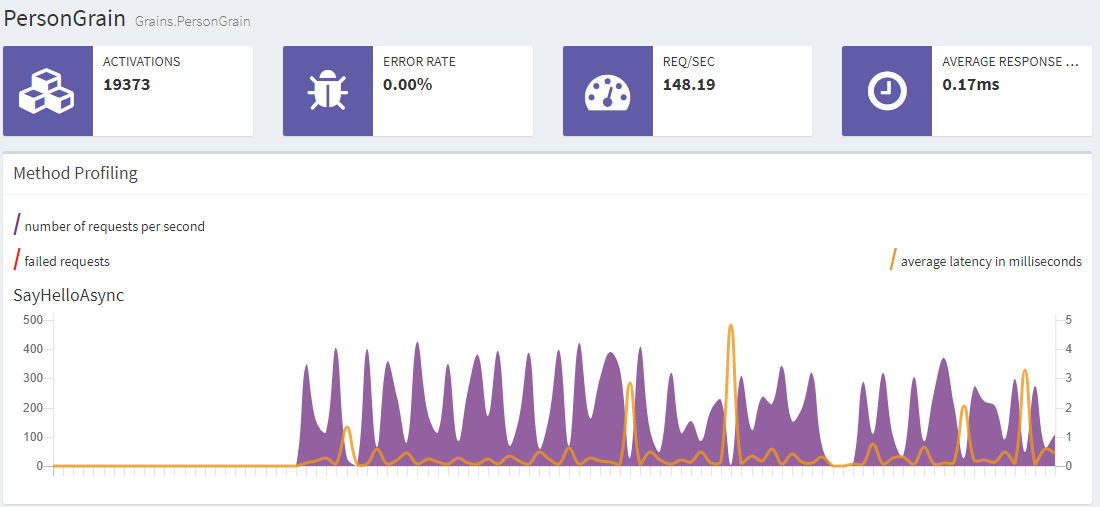 PersonGrain Grains.PersonGrain
ACTIVATIONS
19373
ERROR RATE
0.00%
REQ/SEC
148.19
AVERAGE RESPONSE ...
0.17ms
Method Profiling
number of requests per second
failed requests
average latency in milliseconds
SayHelloAsync
500
400
300
200
100
0
5
4
3
2
1
0